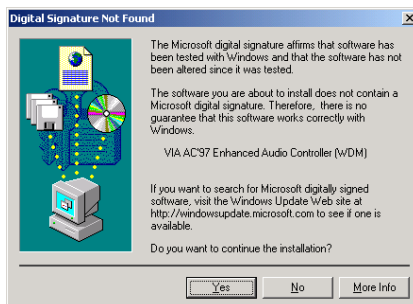 Digital Signature Not Found
The Microsoft digital signature affirms that software has
been tested with Windows and that the software has not
been altered since it was tested.
The software you are about to install does not contain a
Microsoft digital signature. Therefore, there is no
guarantee that this software works correctly with
Windows.
VIA AC'97 Enhanced Audio Controller (WDM)
If you want to search for Microsoft digitally signed
software, visit the Windows Update Web site at
http://windowsupdate.microsoft.com to see if one is
available.
Do you want to continue the installation?
Yes No More Info